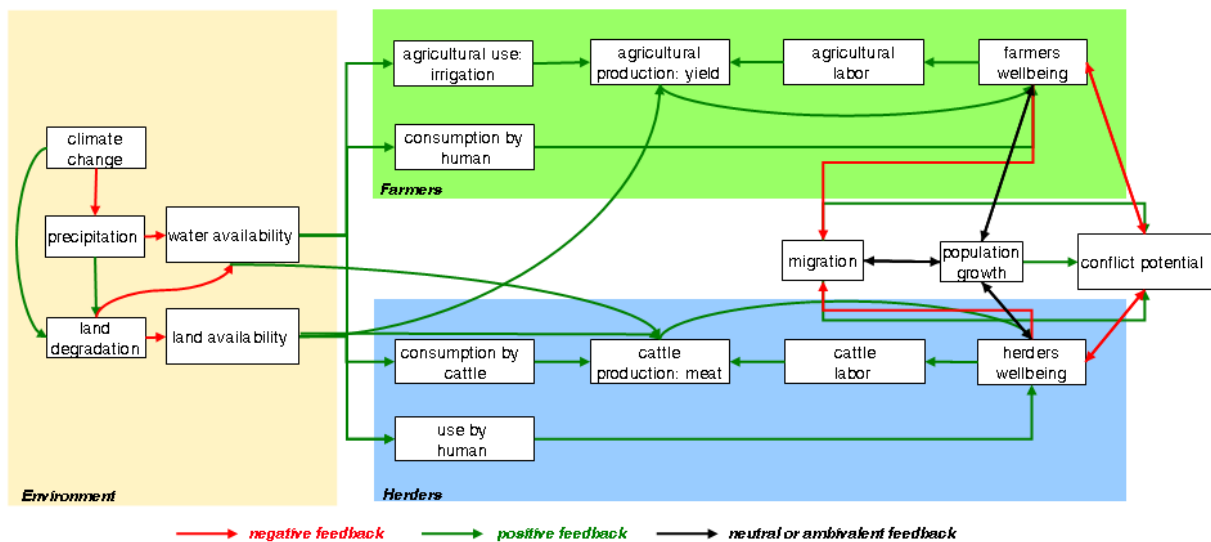 climate
change
precipitation
water availability
land
degradation
land availability
Environment
agricultural use:
irrigation
agricultural
production: yield
agricultural
labor
farmers
wellbeing
consumption by
human
Farmers
migration
population
growth
conflict potential
consumption by
cattle
cattle
production: meat
cattle
labor
herders
wellbeing
use by
human
Herders
negative feedback
positive feedback
neutral or ambivalent feedback